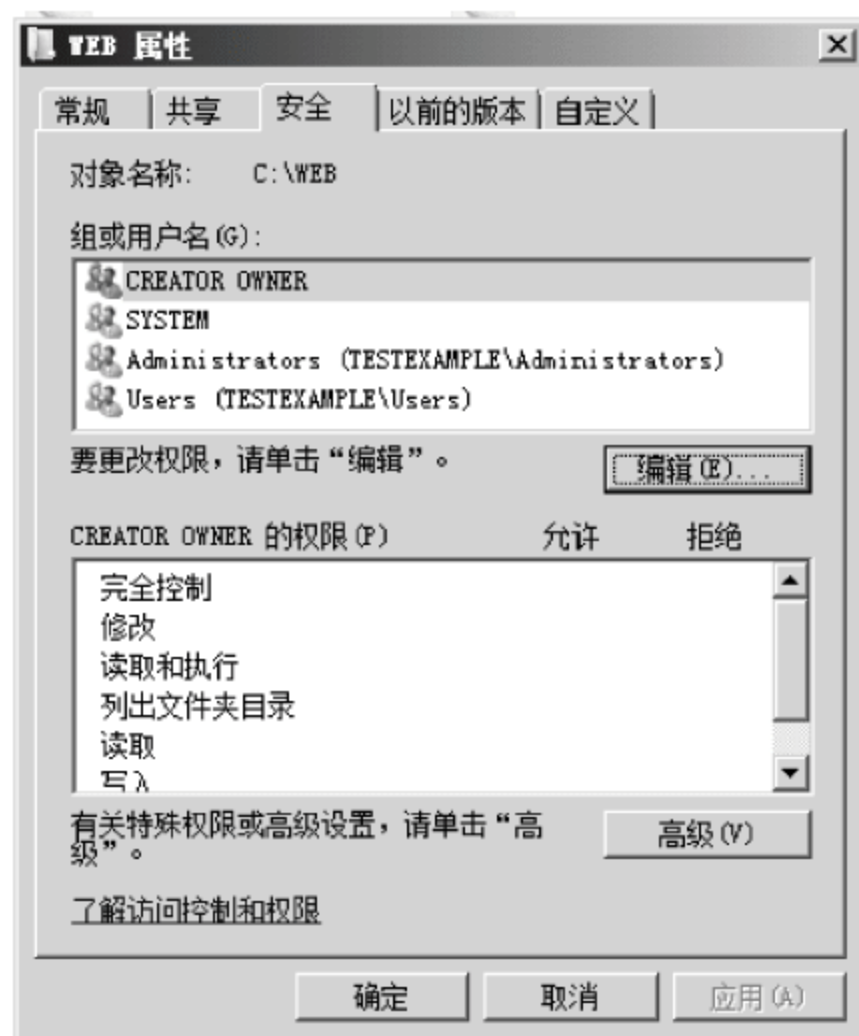 WEB 属性
常规 共享 安全 以前的版本 自定义
对象名称: C:\WEB
组或用户名(G):
CREATOR OWNER
SYSTEM
Administrators (TESTEXAMPLE\Administrators)
Users (TESTEXAMPLE\Users)
要更改权限，请单击“编辑”。 编辑(E)...
CREATOR OWNER 的权限(P) 允许 拒绝
完全控制
修改
读取和执行
列出文件夹目录
读取
写入
有关特殊权限或高级设置，请单击“高
级”。 高级(V)
了解访问控制和权限
确定 取消 应用(A)